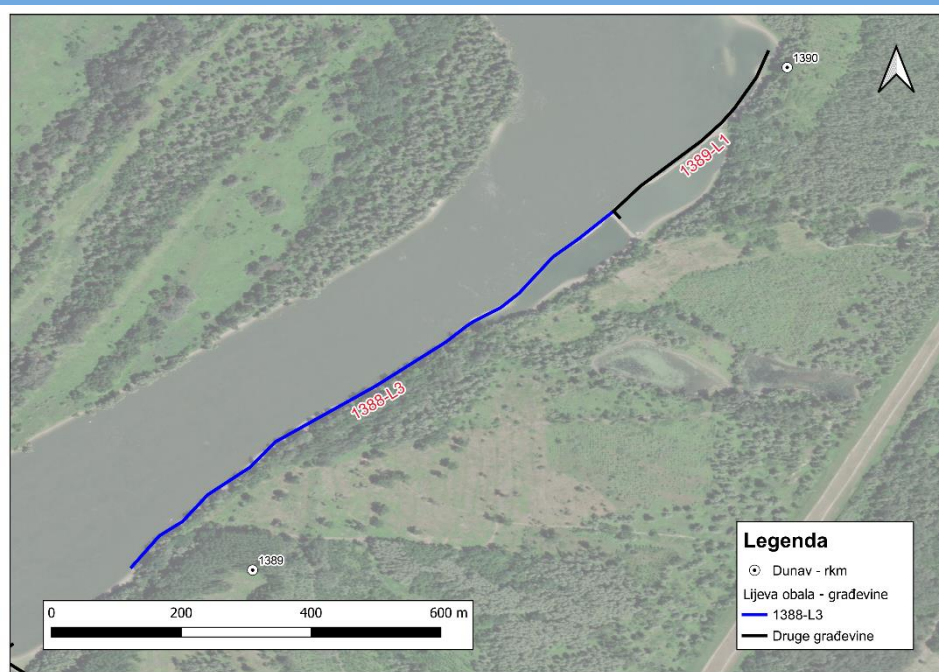 1390
1389-L1
1388-L3
1389
0 200 400 600 m
Legenda
Dunav - rkm
Lijeva obala - građevine
1388-L3
Druge građevine